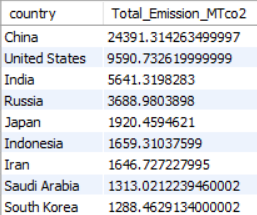 country Total_Emission_MTco2
China 24391.314263499997
United States 9590.732619999999
India 5641.3198283
Russia 3688.9803898
Japan 1920.4594621
Indonesia 1659.31037599
Iran 1646.727227995
Saudi Arabia 1313.0212239460002
South Korea 1288.4629134000002